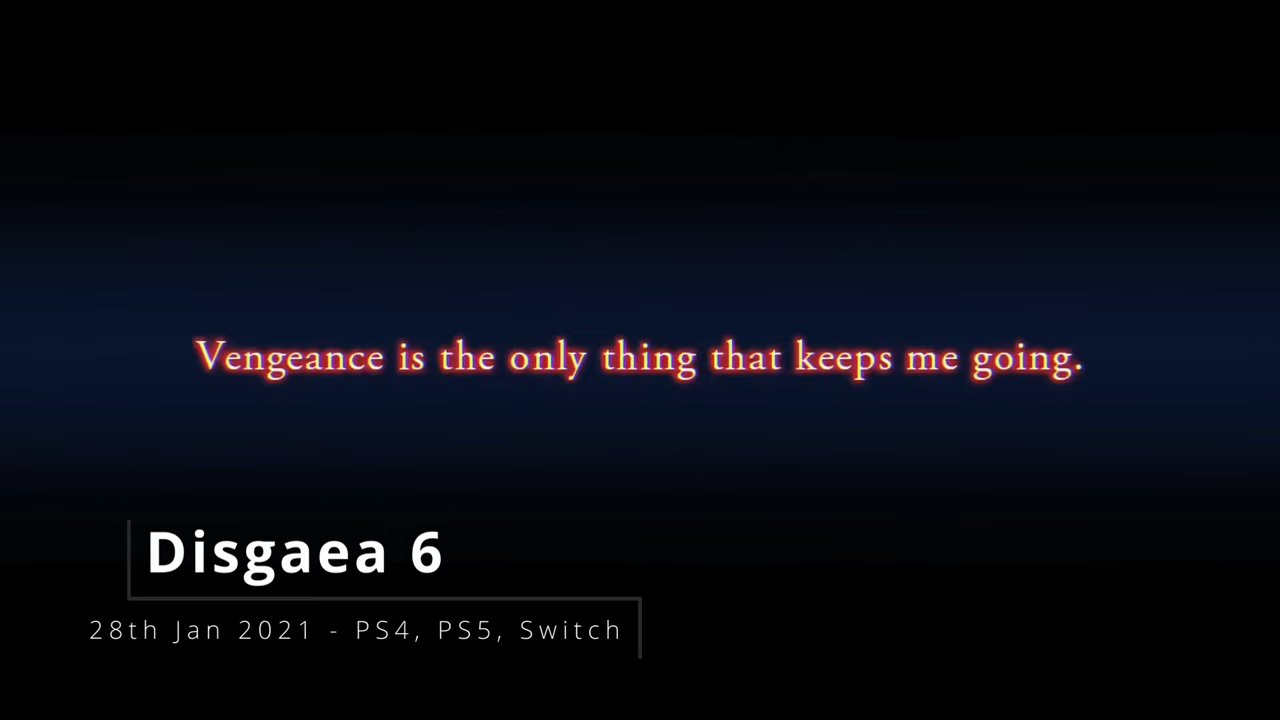 Vengeance is the only thing that keeps me going.
Disgaea 6
28th Jan 2021 - PS4, PS5, Switch